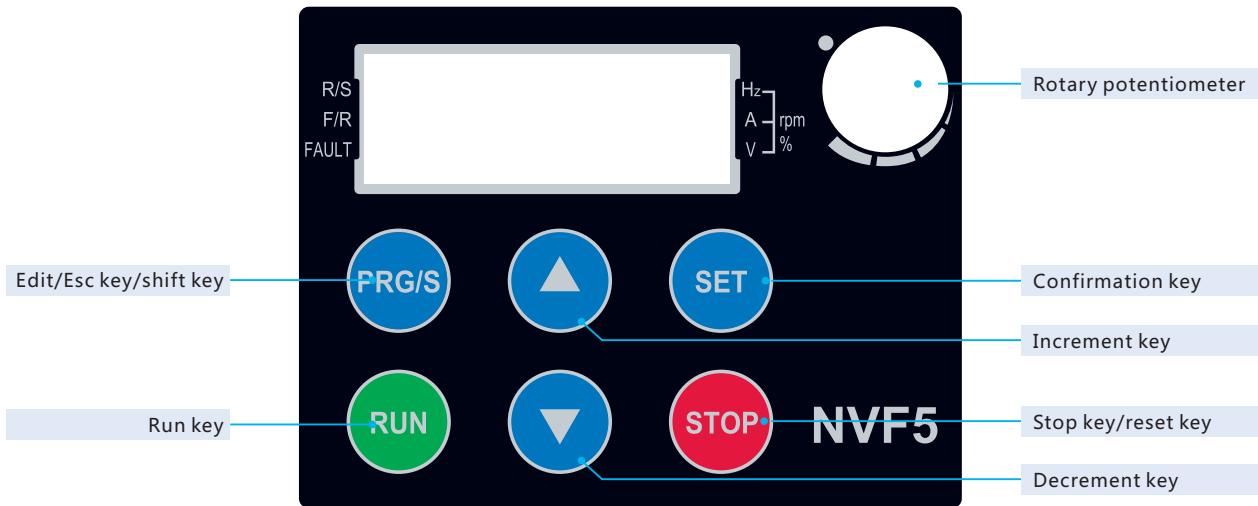 R/S
F/R
FAULT
Hz
A
V
rpm
%
Rotary potentiometer
Edit/Esc key/shift key
PRG/S
SET
Confirmation key
Increment key
Run key
RUN
STOP
NVF5
Stop key/reset key
Decrement key